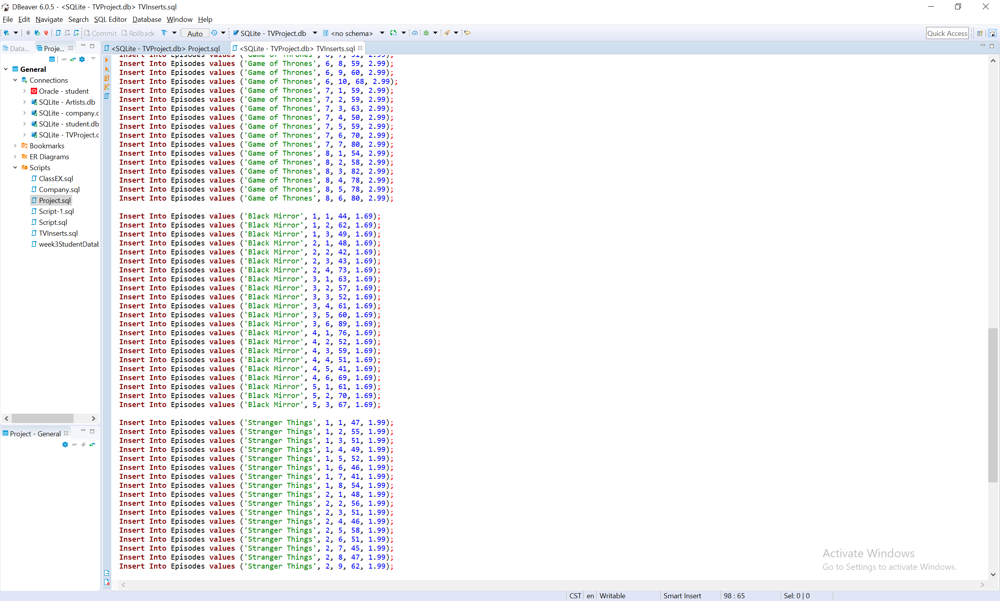 DBeaver 6.0.5 - <SQLite - TVProject.db> TVInserts.sql
File Edit Navigate Search SQL Editor Database Window Help
Commit Rollback Auto SQLite - TVProject.db <no schema> Quick Access
Data... Proje... <SQLite - TVProject.db> Project.sql <SQLite - TVProject.db> TVInserts.sql
General
Connections
Oracle - student
SQLite - Artists.db
SQLite - company.c
SQLite - student.db
SQLite - TVProject.c
Bookmarks
ER Diagrams
Scripts
ClassEX.sql
Company.sql
Project.sql
Script-1.sql
Script.sql
TVInserts.sql
week3StudentDatab
Project - General
Insert Into Episodes values ('Game of Thrones', 6, 7, 51, 2.99);
Insert Into Episodes values ('Game of Thrones', 6, 8, 59, 2.99);
Insert Into Episodes values ('Game of Thrones', 6, 9, 60, 2.99);
Insert Into Episodes values ('Game of Thrones', 6, 10, 68, 2.99);
Insert Into Episodes values ('Game of Thrones', 7, 1, 59, 2.99);
Insert Into Episodes values ('Game of Thrones', 7, 2, 59, 2.99);
Insert Into Episodes values ('Game of Thrones', 7, 3, 63, 2.99);
Insert Into Episodes values ('Game of Thrones', 7, 4, 50, 2.99);
Insert Into Episodes values ('Game of Thrones', 7, 5, 59, 2.99);
Insert Into Episodes values ('Game of Thrones', 7, 6, 70, 2.99);
Insert Into Episodes values ('Game of Thrones', 7, 7, 80, 2.99);
Insert Into Episodes values ('Game of Thrones', 8, 1, 54, 2.99);
Insert Into Episodes values ('Game of Thrones', 8, 2, 58, 2.99);
Insert Into Episodes values ('Game of Thrones', 8, 3, 82, 2.99);
Insert Into Episodes values ('Game of Thrones', 8, 4, 78, 2.99);
Insert Into Episodes values ('Game of Thrones', 8, 5, 78, 2.99);
Insert Into Episodes values ('Game of Thrones', 8, 6, 80, 2.99);
Insert Into Episodes values ('Black Mirror', 1, 1, 44, 1.69);
Insert Into Episodes values ('Black Mirror', 1, 2, 62, 1.69);
Insert Into Episodes values ('Black Mirror', 1, 3, 49, 1.69);
Insert Into Episodes values ('Black Mirror', 2, 1, 48, 1.69);
Insert Into Episodes values ('Black Mirror', 2, 2, 42, 1.69);
Insert Into Episodes values ('Black Mirror', 2, 3, 43, 1.69);
Insert Into Episodes values ('Black Mirror', 2, 4, 73, 1.69);
Insert Into Episodes values ('Black Mirror', 3, 1, 63, 1.69);
Insert Into Episodes values ('Black Mirror', 3, 2, 57, 1.69);
Insert Into Episodes values ('Black Mirror', 3, 3, 52, 1.69);
Insert Into Episodes values ('Black Mirror', 3, 4, 61, 1.69);
Insert Into Episodes values ('Black Mirror', 3, 5, 60, 1.69);
Insert Into Episodes values ('Black Mirror', 3, 6, 89, 1.69);
Insert Into Episodes values ('Black Mirror', 4, 1, 76, 1.69);
Insert Into Episodes values ('Black Mirror', 4, 2, 52, 1.69);
Insert Into Episodes values ('Black Mirror', 4, 3, 59, 1.69);
Insert Into Episodes values ('Black Mirror', 4, 4, 51, 1.69);
Insert Into Episodes values ('Black Mirror', 4, 5, 41, 1.69);
Insert Into Episodes values ('Black Mirror', 4, 6, 69, 1.69);
Insert Into Episodes values ('Black Mirror', 5, 1, 61, 1.69);
Insert Into Episodes values ('Black Mirror', 5, 2, 70, 1.69);
Insert Into Episodes values ('Black Mirror', 5, 3, 67, 1.69);
Insert Into Episodes values ('Stranger Things', 1, 1, 47, 1.99);
Insert Into Episodes values ('Stranger Things', 1, 2, 55, 1.99);
Insert Into Episodes values ('Stranger Things', 1, 3, 51, 1.99);
Insert Into Episodes values ('Stranger Things', 1, 4, 49, 1.99);
Insert Into Episodes values ('Stranger Things', 1, 5, 52, 1.99);
Insert Into Episodes values ('Stranger Things', 1, 6, 46, 1.99);
Insert Into Episodes values ('Stranger Things', 1, 7, 41, 1.99);
Insert Into Episodes values ('Stranger Things', 1, 8, 54, 1.99);
Insert Into Episodes values ('Stranger Things', 2, 1, 48, 1.99);
Insert Into Episodes values ('Stranger Things', 2, 2, 56, 1.99);
Insert Into Episodes values ('Stranger Things', 2, 3, 51, 1.99);
Insert Into Episodes values ('Stranger Things', 2, 4, 46, 1.99);
Insert Into Episodes values ('Stranger Things', 2, 5, 58, 1.99);
Insert Into Episodes values ('Stranger Things', 2, 6, 51, 1.99);
Insert Into Episodes values ('Stranger Things', 2, 7, 45, 1.99);
Insert Into Episodes values ('Stranger Things', 2, 8, 47, 1.99);
Insert Into Episodes values ('Stranger Things', 2, 9, 62, 1.99);
Activate Windows
Go to Settings to activate Windows.
CST en Writable Smart Insert 98 : 65 Sel: 0 | 0